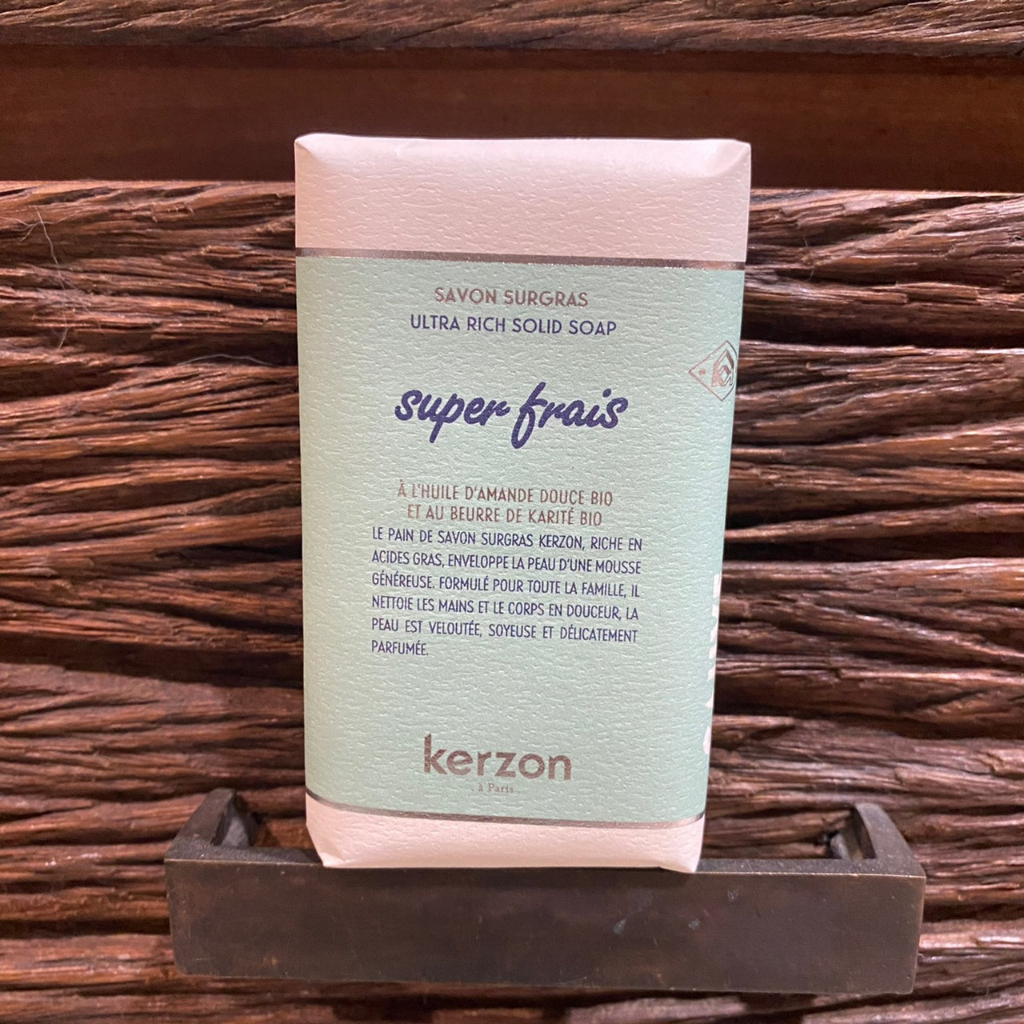 SAVON SURGRAS
ULTRA RICH SOLID SOAP
super frais
À L'HUILE D'AMANDE DOUCE BIO
ET AU BEURRE DE KARITÉ BIO
LE PAIN DE SAVON SURGRAS KERZON, RICHE EN
ACIDES GRAS, ENVELOPPE LA PEAU D'UNE MOUSSE
GÉNÉREUSE. FORMULÉ POUR TOUTE LA FAMILLE, IL
NETTOIE LES MAINS ET LE CORPS EN DOUCEUR, LA
PEAU EST VELOUTÉE, SOYEUSE ET DÉLICATEMENT
PARFUMÉE.
kerzon
à Paris